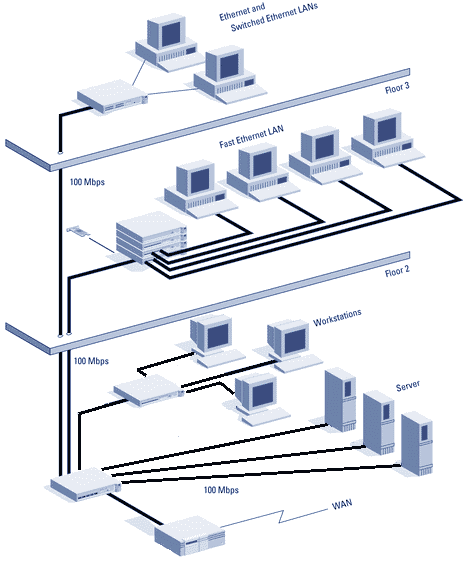 Ethernet and
Switched Ethernet LANs
Floor 3
Fast Ethernet LAN
100 Mbps
Floor 2
Workstations
100 Mbps
Server
100 Mbps
WAN